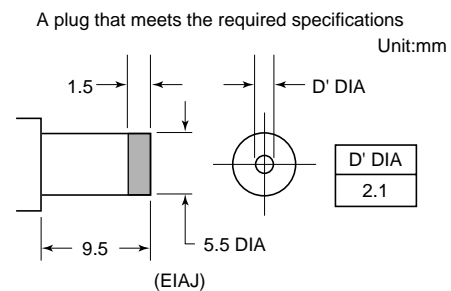 A plug that meets the required specifications
Unit:mm
1.5
D' DIA
D' DIA
2.1
9.5
5.5 DIA
(EIAJ)